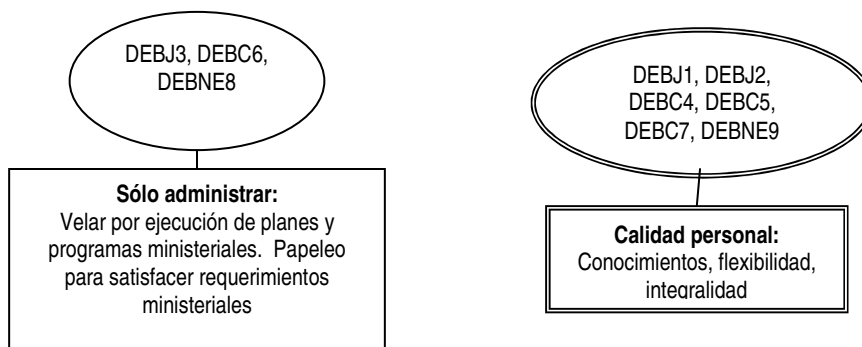 DEBJ3, DEBC6,
DEBNE8
Sólo administrar:
Velar por ejecución de planes y
programas ministeriales. Papeleo
para satisfacer requerimientos
ministeriales
DEBJ1, DEBJ2,
DEBC4, DEBC5,
DEBC7, DEBNE9
Calidad personal:
Conocimientos, flexibilidad,
integralidad